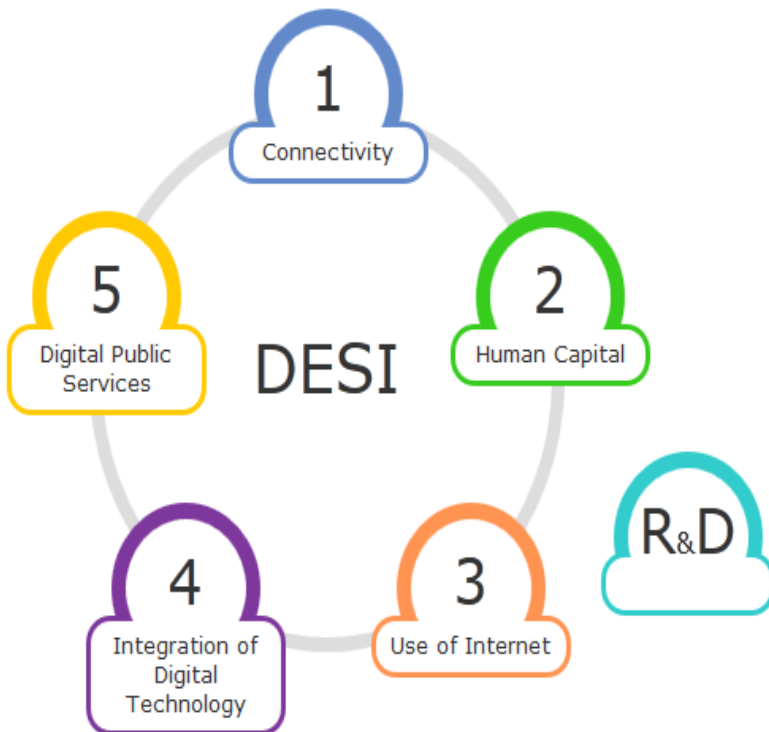 1
Connectivity
2
Human Capital
DESI
5
Digital Public
Services
R&D
3
Use of Internet
4
Integration of
Digital
Technology